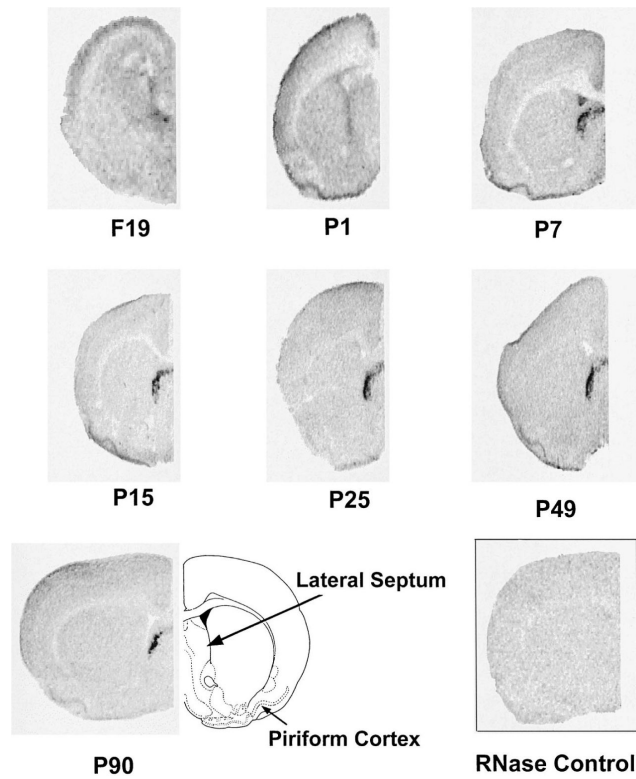 F19
P1
P7
P15
P25
P49
Lateral Septum
Piriform Cortex
P90
RNase Control